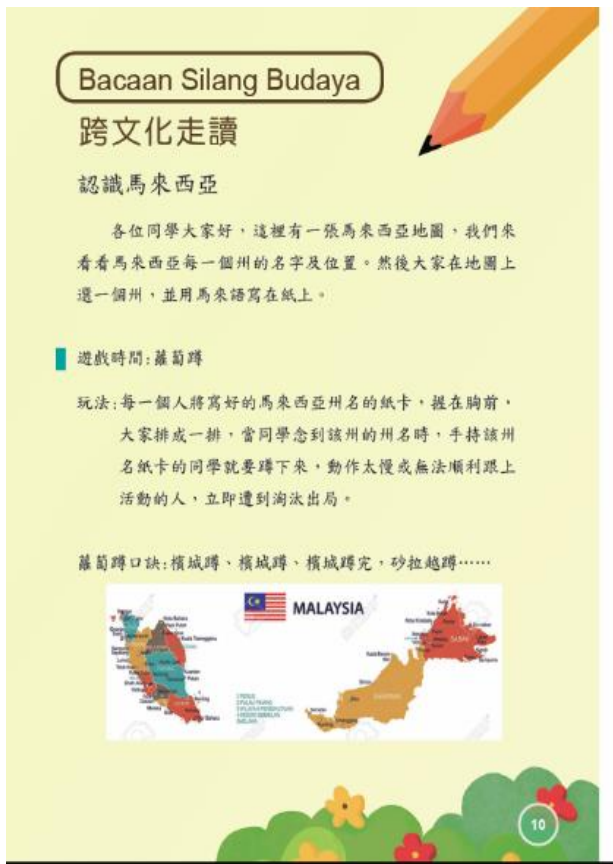 Bacaan Silang Budaya
跨文化走讀
認識馬來西亞
各位同學大家好，這裡有一張馬來西亞地圖，我們來
看看馬來西亞每一個州的名字及位置。然後大家在地圖上
選一個州，並用馬來語寫在紙上。
遊戲時間:蘿蔔蹲
玩法:每一個人將寫好的馬來西亞州名的紙卡，握在胸前，
大家排成一排，當同學念到該州的州名時，手持該州
名紙卡的同學就要蹲下來，動作太慢或無法順利跟上
活動的人，立即遭到淘汰出局。
蘿蔔蹲口訣:檳城蹲、檳城蹲、檳城蹲完，砂拉越蹲……
MALAYSIA
SABAH
10